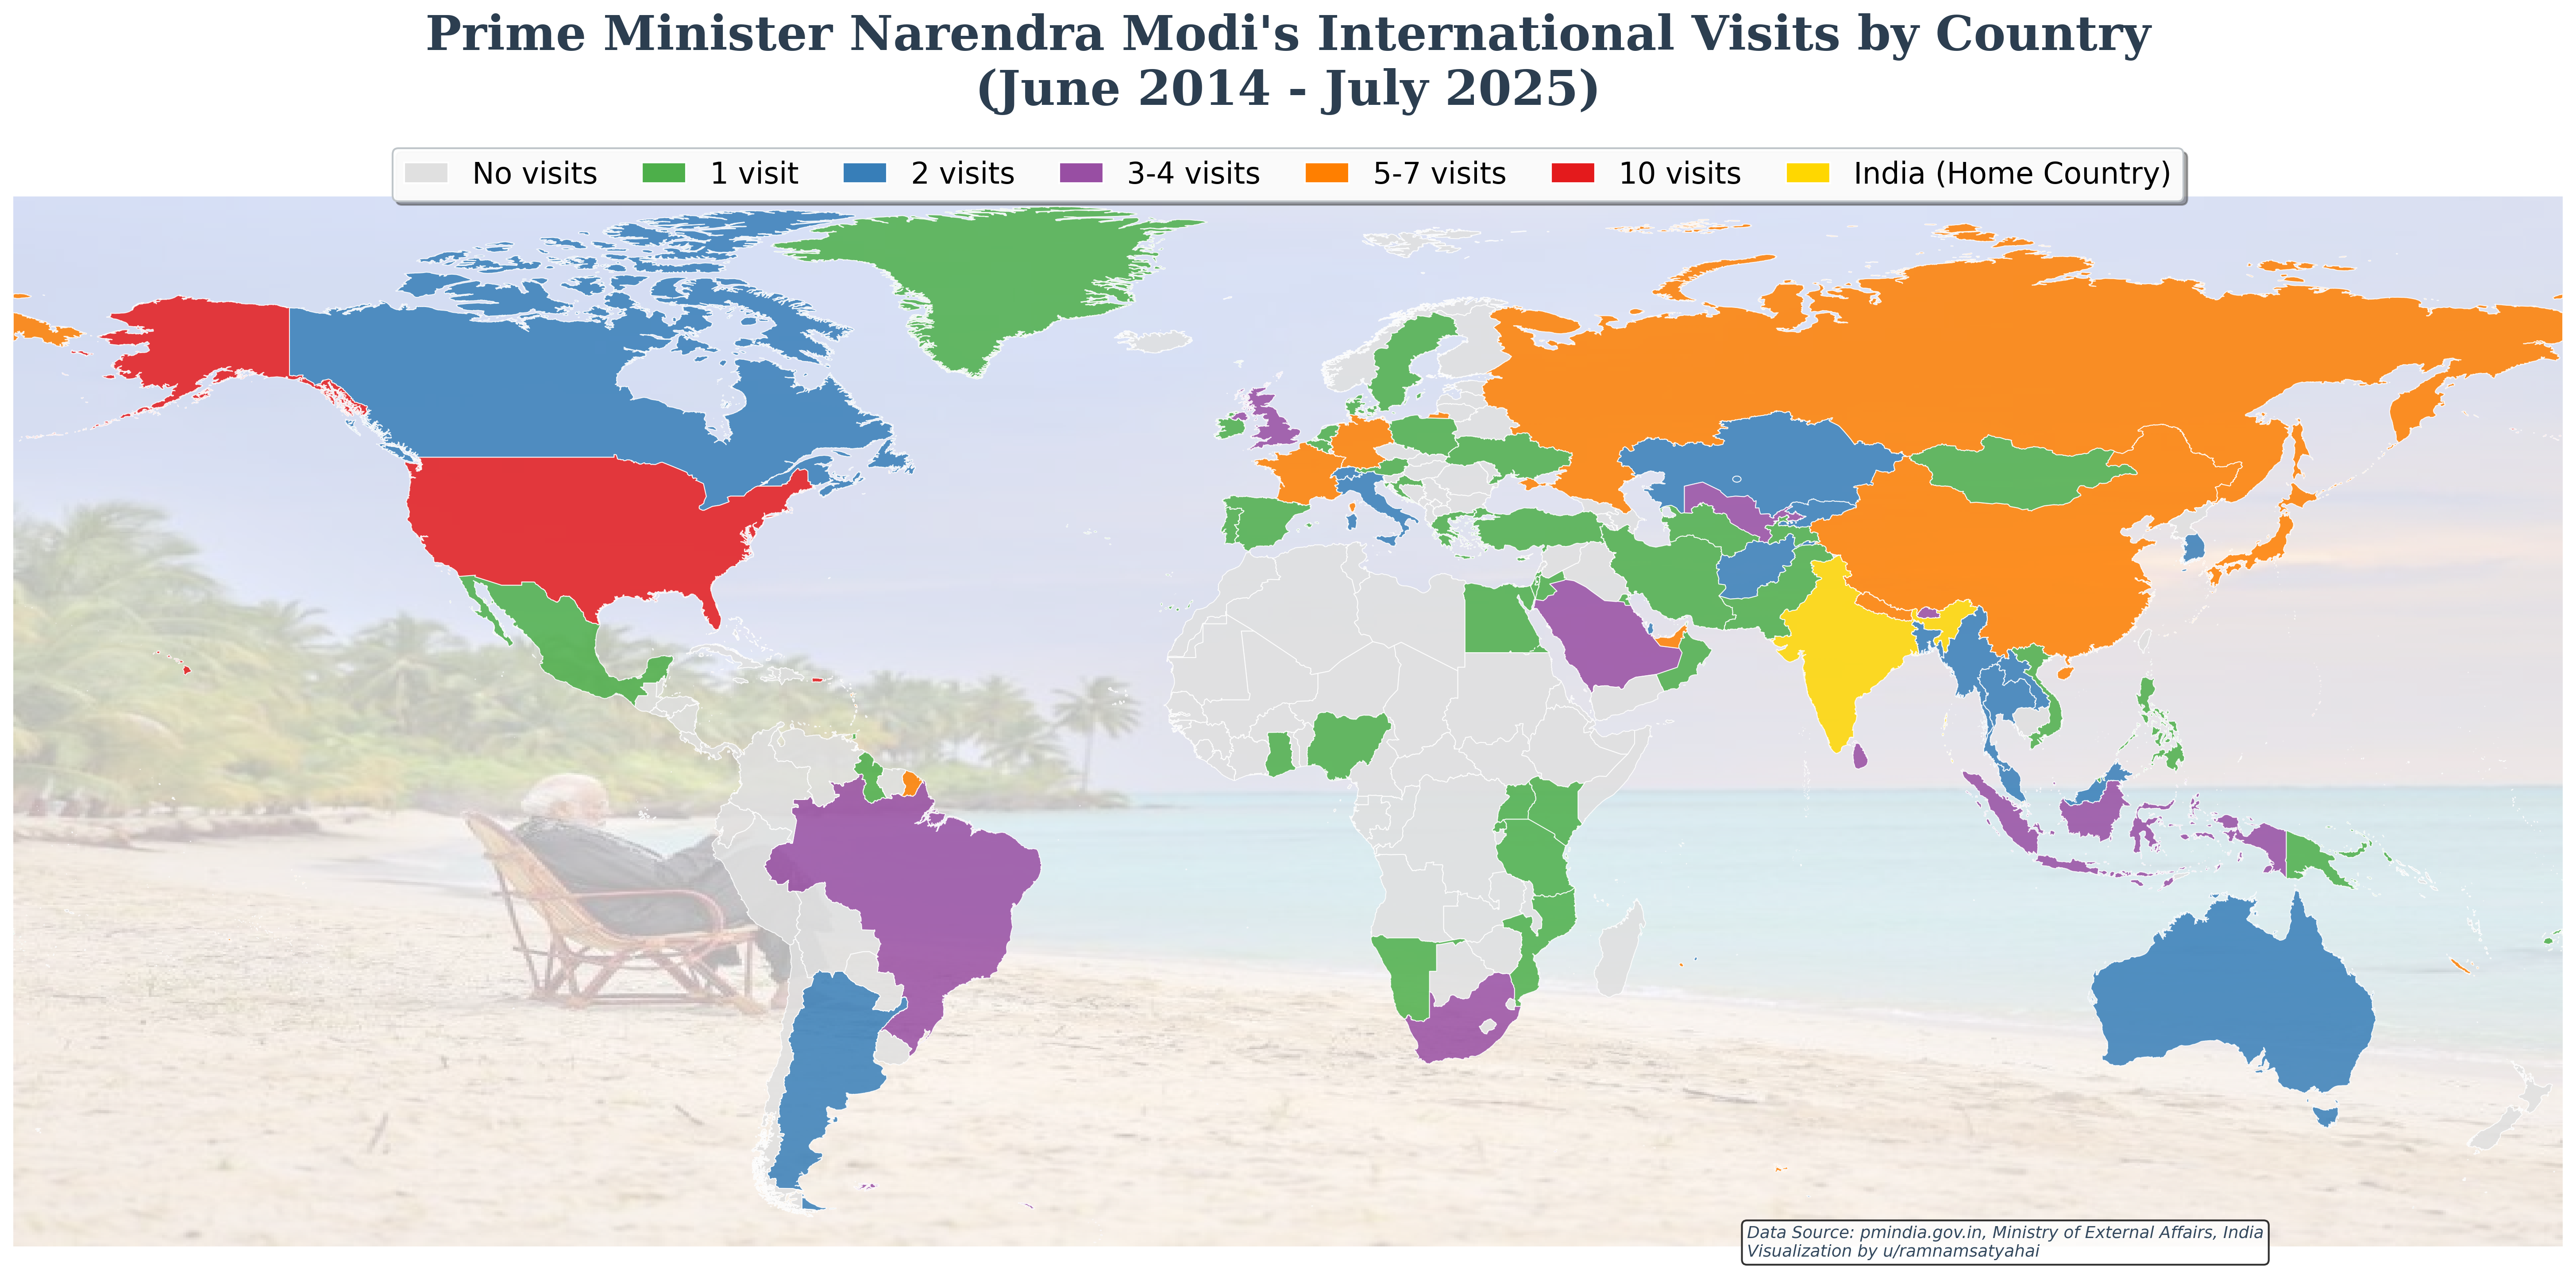 Prime Minister Narendra Modi's International Visits by Country
(June 2014 - July 2025)
No visits 1 visit 2 visits 3-4 visits 5-7 visits 10 visits India (Home Country)
Data Source: pmindia.gov.in, Ministry of External Affairs, India
Visualization by u/ramnamsatyahai